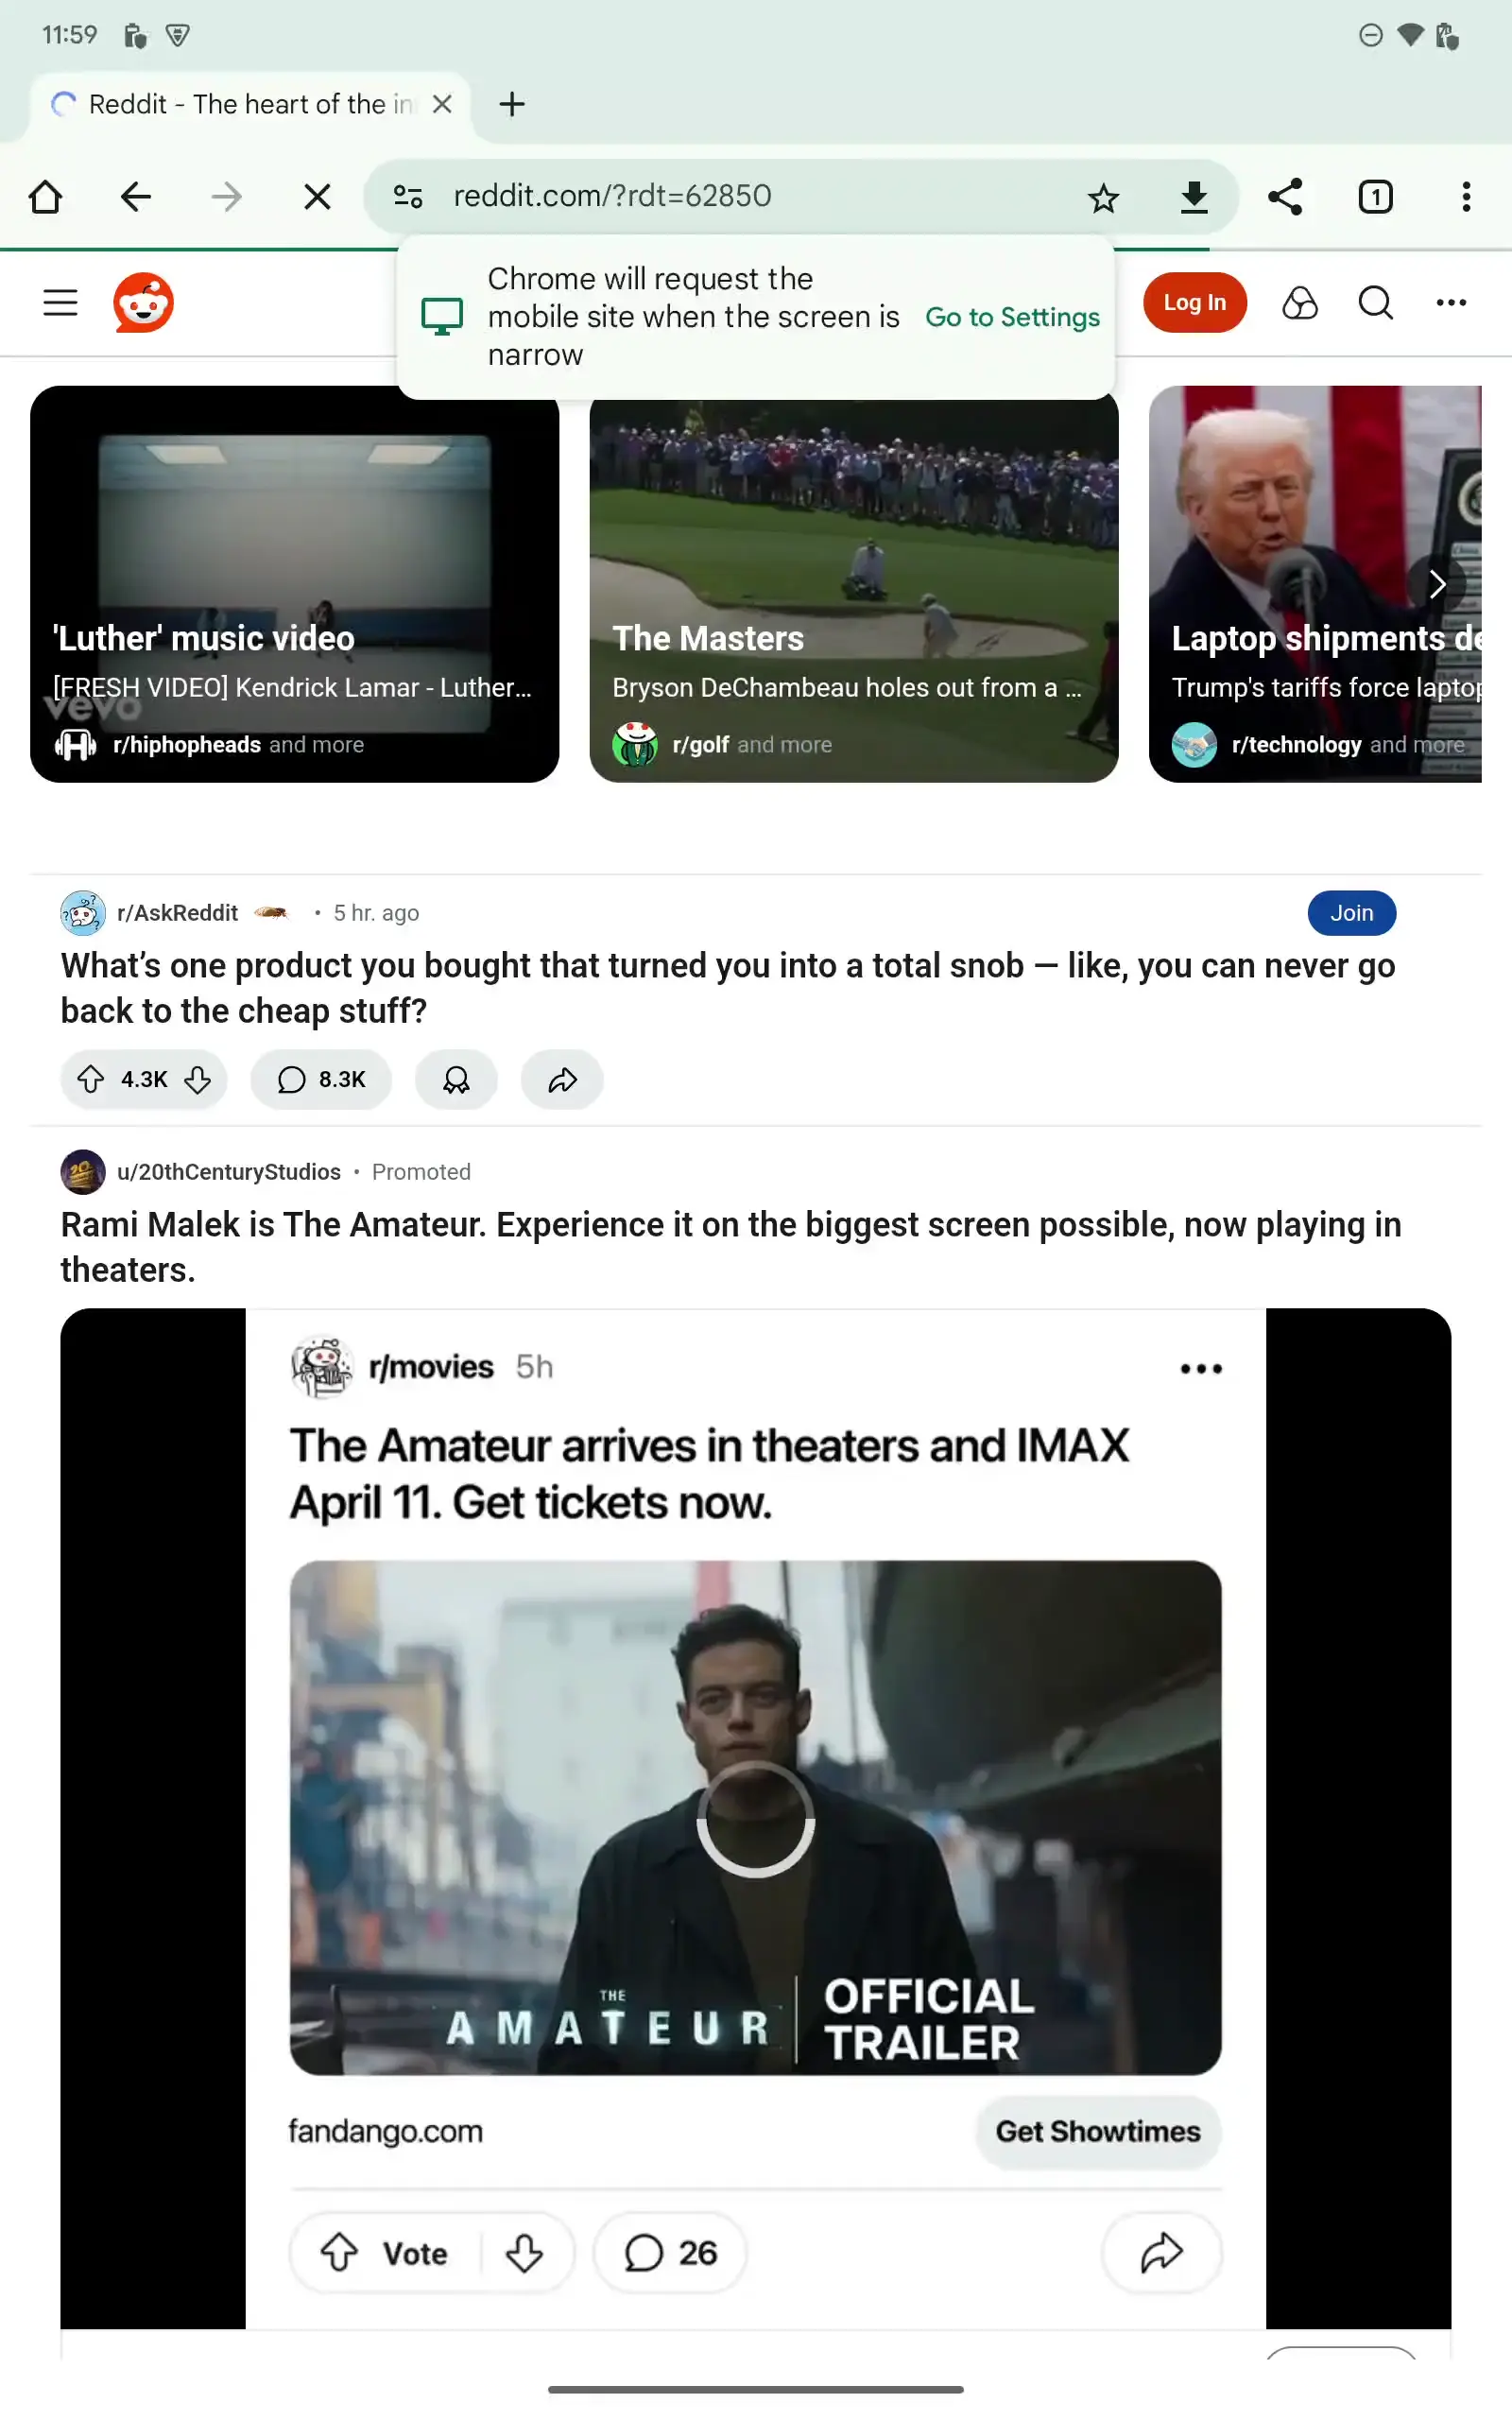 11:59
Reddit - The heart of the in
reddit.com/?rdt=62850
1
Chrome will request the
mobile site when the screen is
narrow
Go to Settings
Log In
'Luther' music video
[FRESH VIDEO] Kendrick Lamar - Luther...
vevo
r/hiphopheads and more
The Masters
Bryson DeChambeau holes out from a ...
r/golf and more
Laptop shipments de
Trump's tariffs force laptop
r/technology and more
r/AskReddit • 5 hr. ago
Join
What’s one product you bought that turned you into a total snob — like, you can never go
back to the cheap stuff?
4.3K
8.3K
u/20thCenturyStudios • Promoted
Rami Malek is The Amateur. Experience it on the biggest screen possible, now playing in
theaters.
r/movies 5h
The Amateur arrives in theaters and IMAX
April 11. Get tickets now.
THE
AMATEUR
OFFICIAL
TRAILER
fandango.com
Get Showtimes
Vote
26